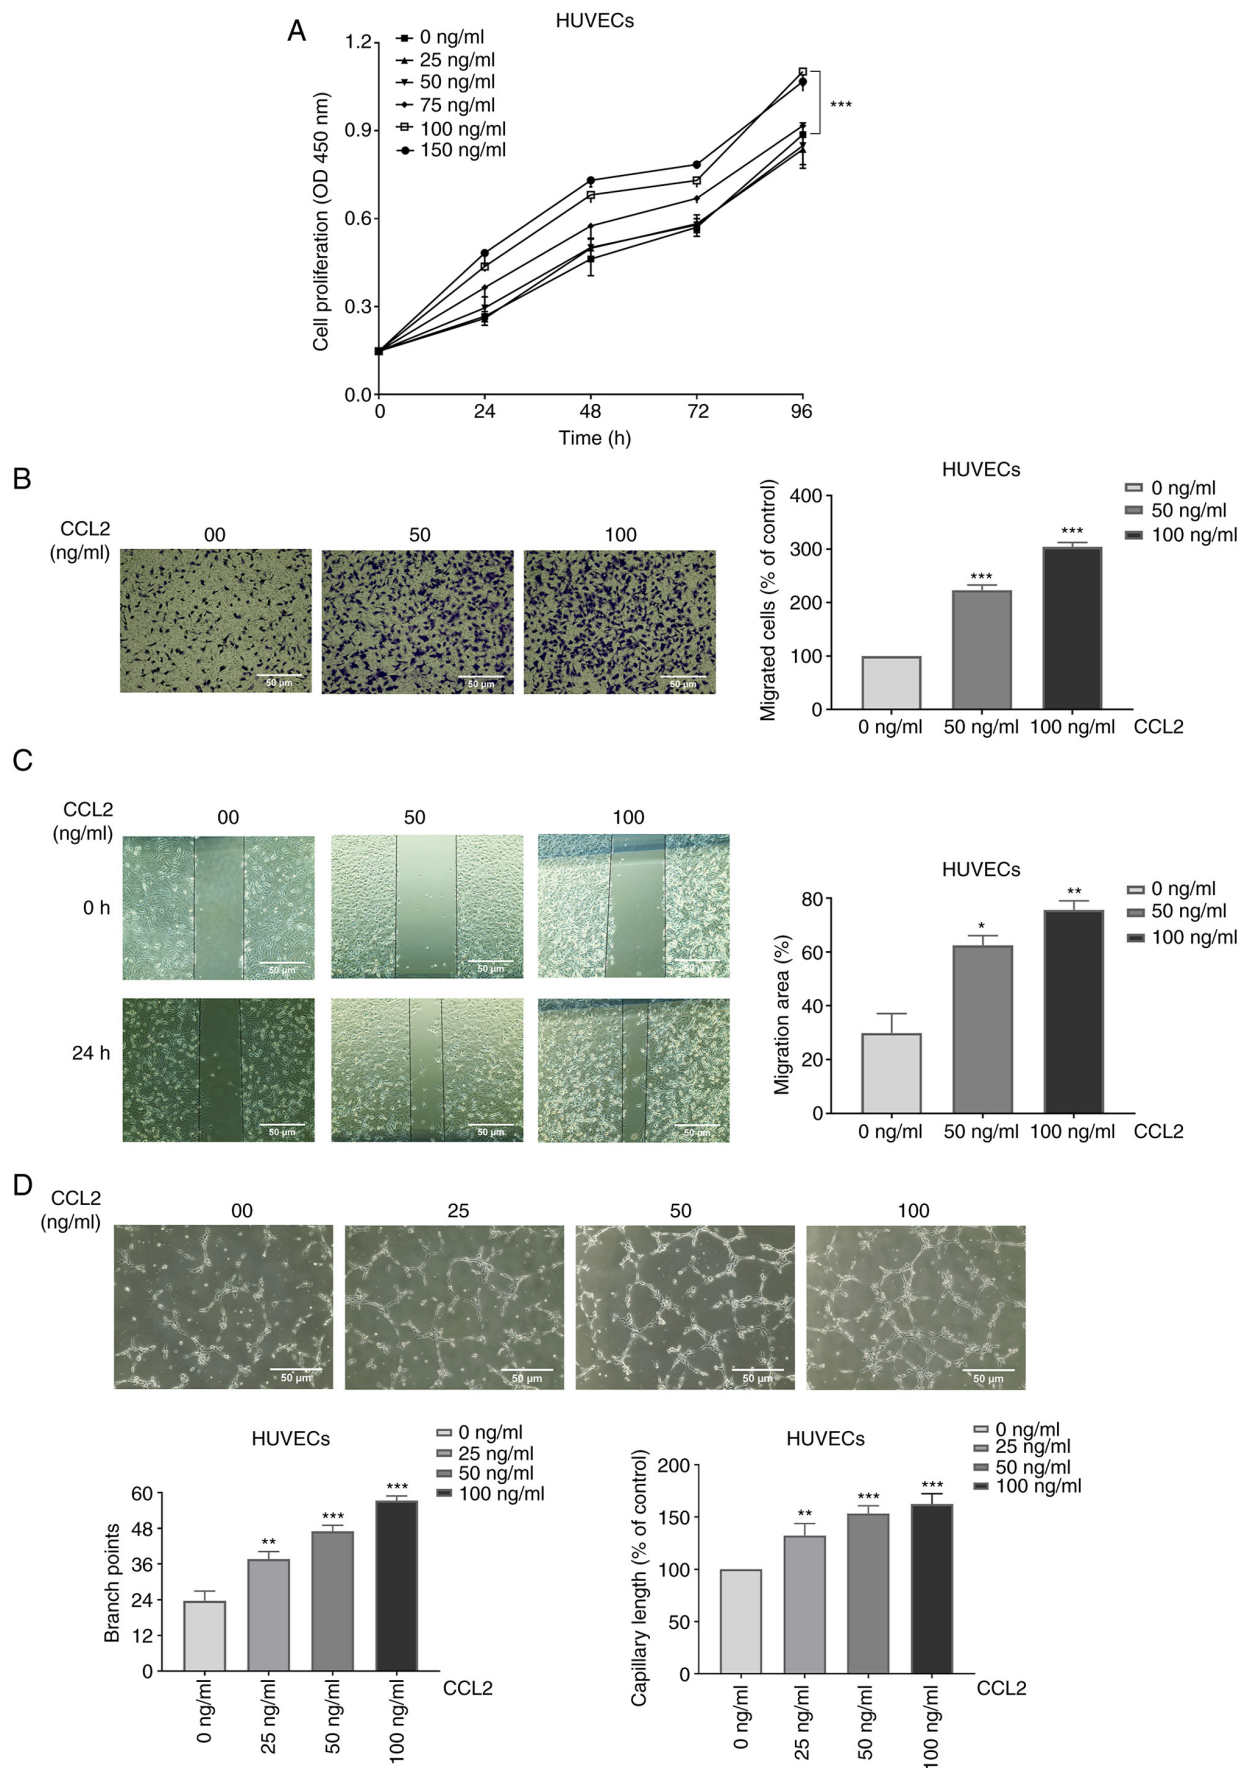 A
HUVECs
0 ng/ml
25 ng/ml
50 ng/ml
75 ng/ml
100 ng/ml
150 ng/ml
Cell proliferation (OD 450 nm)
1.2
0.9
0.6
0.3
0.0
***
0 24 48 72 96
Time (h)
B
CCL2
(ng/ml)
00 50 100
50 µm
50 µm
50 µm
HUVECs
0 ng/ml
50 ng/ml
100 ng/ml
Migrated cells (% of control)
400
300
200
100
0
***
***
0 ng/ml 50 ng/ml 100 ng/ml CCL2
C
CCL2
(ng/ml)
00 50 100
0 h
50 µm
50 µm
50 µm
24 h
50 µm
50 µm
50 µm
HUVECs
0 ng/ml
50 ng/ml
100 ng/ml
Migration area (%)
80
60
40
20
0
*
**
0 ng/ml 50 ng/ml 100 ng/ml CCL2
D
CCL2
(ng/ml)
00 25 50 100
50 µm
50 µm
50 µm
50 µm
HUVECs
0 ng/ml
25 ng/ml
50 ng/ml
100 ng/ml
Branch points
60
48
36
24
12
0
**
***
***
0 ng/ml
25 ng/ml
50 ng/ml
100 ng/ml
CCL2
HUVECs
0 ng/ml
25 ng/ml
50 ng/ml
100 ng/ml
Capillary length (% of control)
200
150
100
50
0
**
***
***
0 ng/ml
25 ng/ml
50 ng/ml
100 ng/ml
CCL2